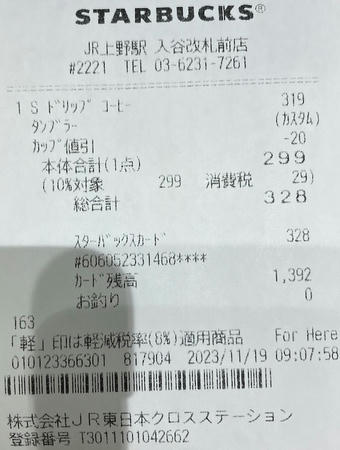 STARBUCKS®
JR上野駅 入谷改札前店
#2221 TEL 03-6231-7261
1 S ドリップ コーヒー 319
タンブラー (カスタム)
カップ値引 -20
本体合計(1点) 299
(10%対象 299 消費税 29)
総合計 328
スターバックスカード 328
#606052331468****
カード残高 1,392
お釣り 0
163
「軽」印は軽減税率(8%)適用商品 For Here
010123366301 817904 2023/11/19 09:07:58
株式会社JR東日本クロスステーション
登録番号 T3011101042662